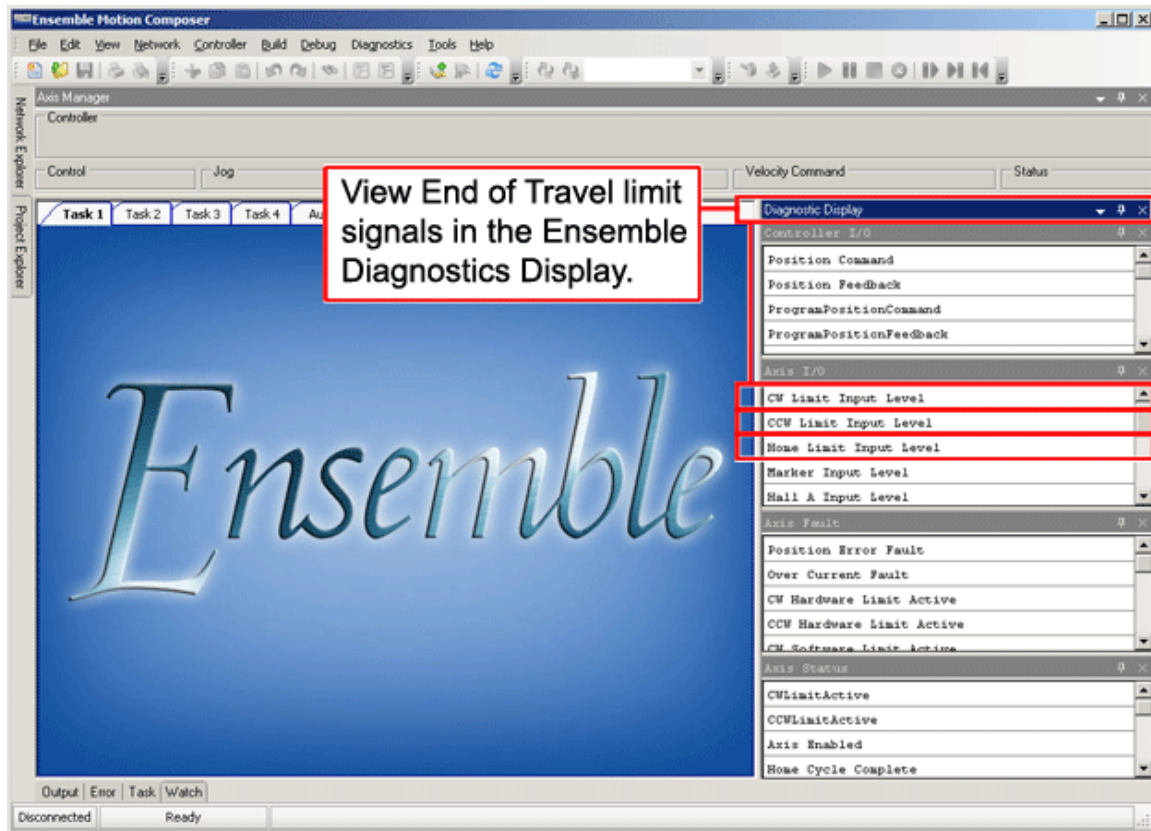 Ensemble Motion Composer
File Edit View Network Controller Build Debug Diagnostics Tools Help
Network Explorer
Project Explorer
Axis Manager
Controller
Control
Jog
Velocity Command
Status
Task 1
Task 2
Task 3
Task 4
Au
View End of Travel limit
signals in the Ensemble
Diagnostics Display.
Ensemble
Diagnostic Display
Controller I/O
Position Command
Position Feedback
ProgramPositionCommand
ProgramPositionFeedback
Axis I/O
CW Limit Input Level
CCW Limit Input Level
Home Limit Input Level
Marker Input Level
Hall A Input Level
Axis Fault
Position Error Fault
Over Current Fault
CW Hardware Limit Active
CCW Hardware Limit Active
CW Software Limit Active
Axis Status
CWLimitActive
CCWLimitActive
Axis Enabled
Home Cycle Complete
Output Error Task Watch
Disconnected Ready